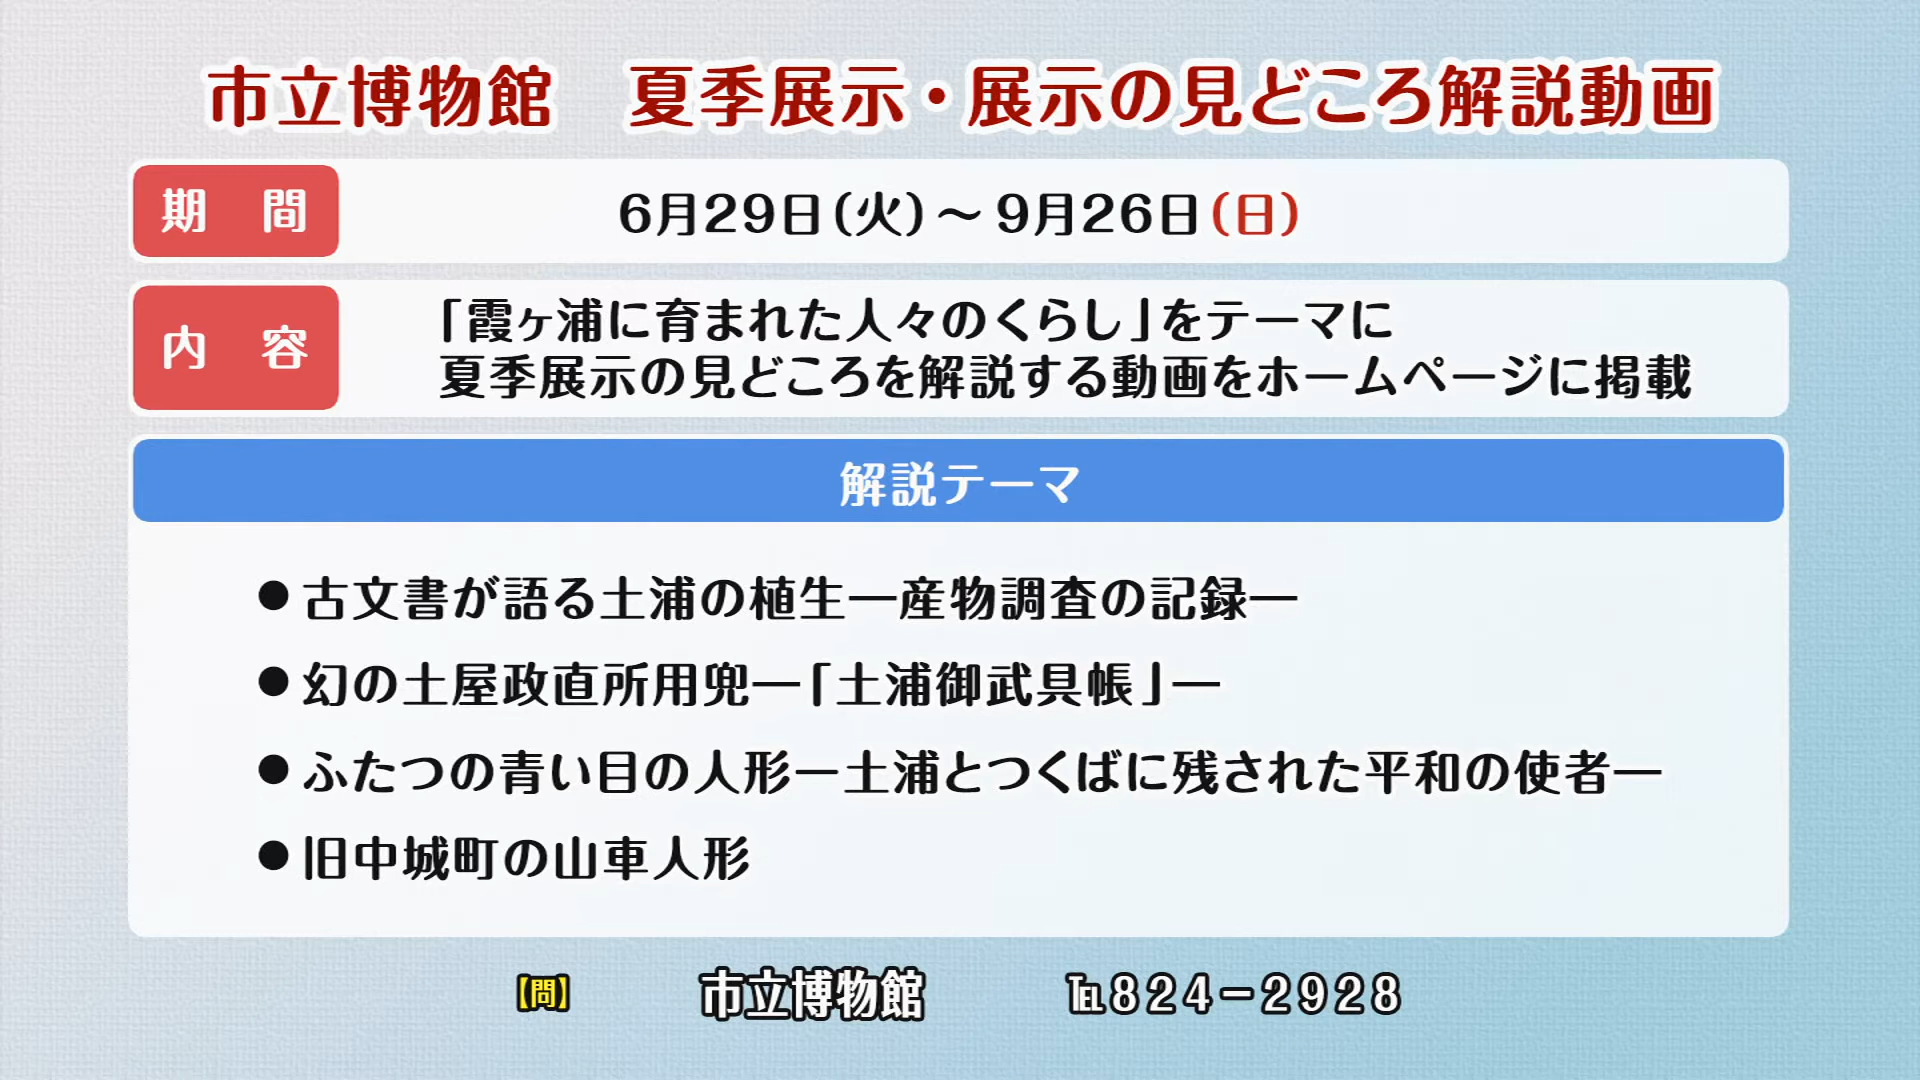 市立博物館　夏季展示・展示の見どころ解説動画
期　間
6月29日(火)～9月26日(日)
内　容
「霞ヶ浦に育まれた人々のくらし」をテーマに
夏季展示の見どころを解説する動画をホームページに掲載
解説テーマ
●古文書が語る土浦の植生―産物調査の記録―
●幻の土屋政直所用兜―「土浦御武具帳」―
●ふたつの青い目の人形―土浦とつくばに残された平和の使者―
●旧中城町の山車人形
【問】　市立博物館　℡824－2928